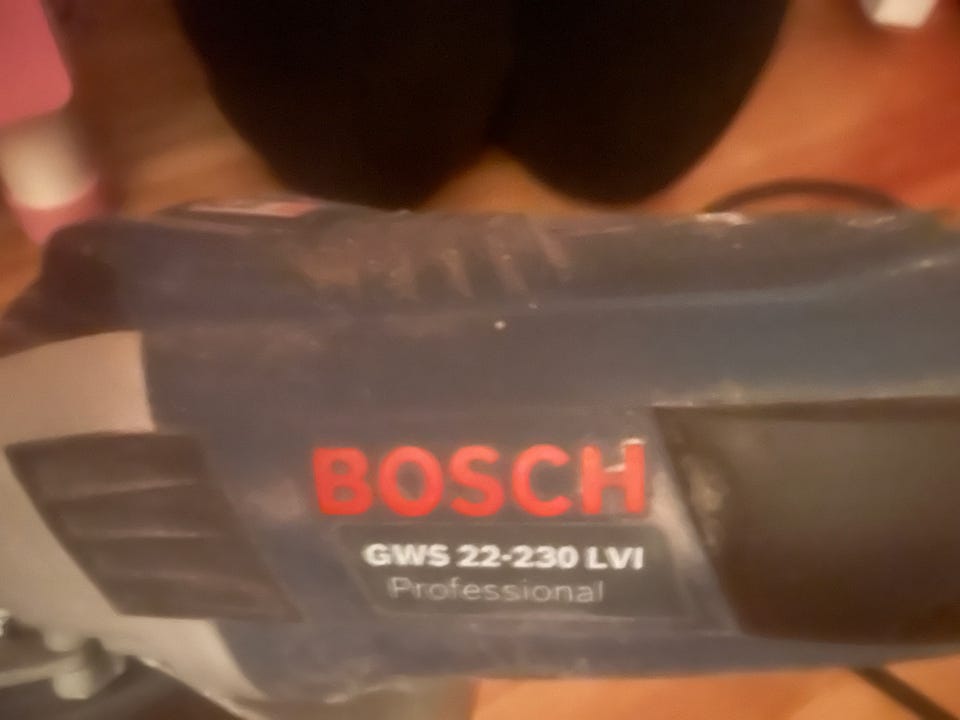 BOSCH
GWS 22-230 LVI
Professional